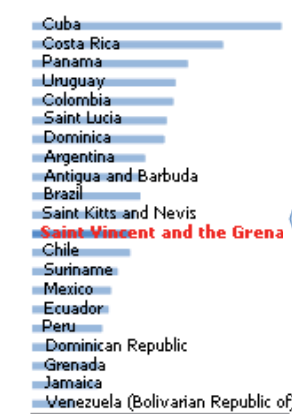 Cuba
Costa Rica
Panama
Uruguay
Colombia
Saint Lucia
Dominica
Argentina
Antigua and Barbuda
Brazil
Saint Kitts and Nevis
Saint Vincent and the Grena
Chile
Suriname
Mexico
Ecuador
Peru
Dominican Republic
Grenada
Jamaica
Venezuela (Bolivarian Republic of